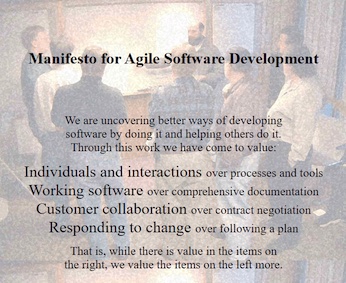 Manifesto for Agile Software Development
We are uncovering better ways of developing
software by doing it and helping others do it.
Through this work we have come to value:
Individuals and interactions over processes and tools
Working software over comprehensive documentation
Customer collaboration over contract negotiation
Responding to change over following a plan
That is, while there is value in the items on
the right, we value the items on the left more.